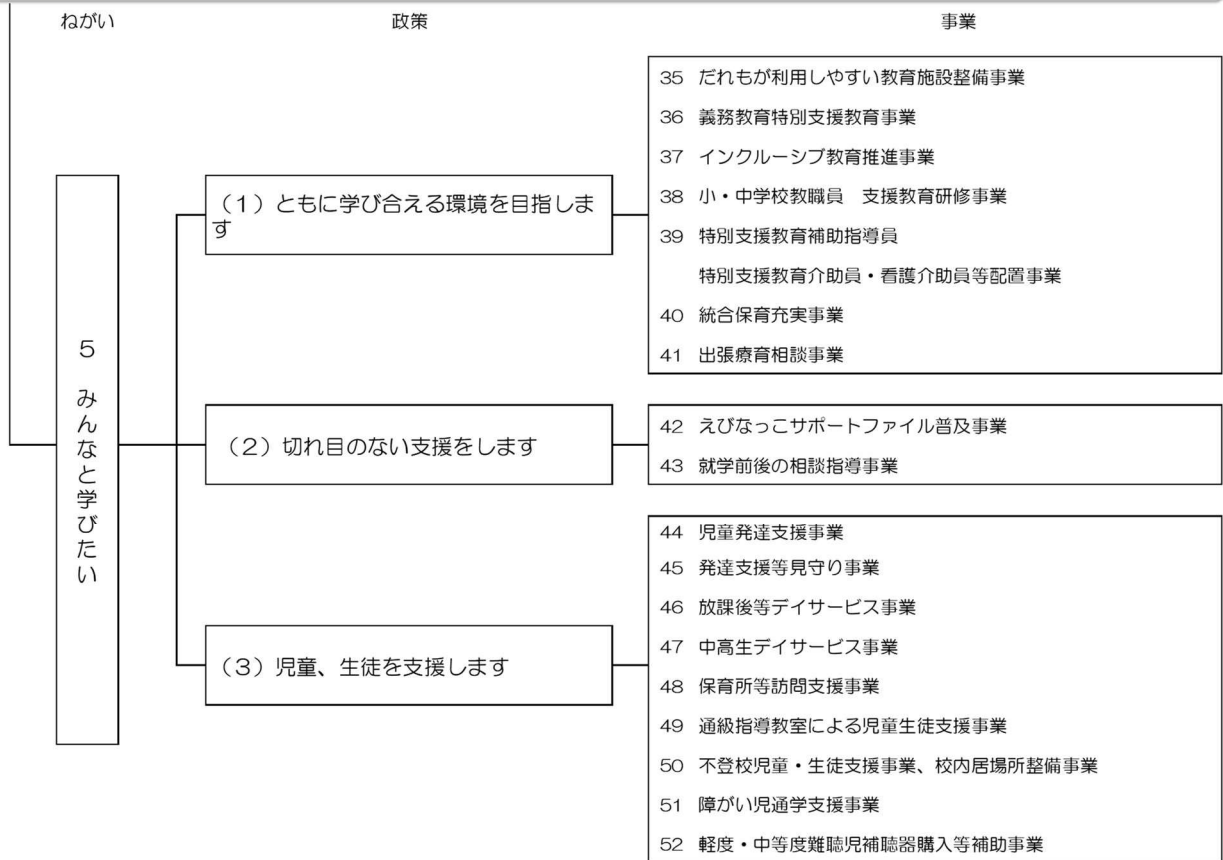 ねがい
政策
事業
5 みんなと学びたい
(1)ともに学び合える環境を目指しま
す
35 だれもが利用しやすい教育施設整備事業
36 義務教育特別支援教育事業
37 インクルーシブ教育推進事業
38 小・中学校教職員 支援教育研修事業
39 特別支援教育補助指導員
特別支援教育介助員・看護介助員等配置事業
40 統合保育充実事業
41 出張療育相談事業
(2)切れ目のない支援をします
42 えびなっこサポートファイル普及事業
43 就学前後の相談指導事業
(3)児童、生徒を支援します
44 児童発達支援事業
45 発達支援等見守り事業
46 放課後等デイサービス事業
47 中高生デイサービス事業
48 保育所等訪問支援事業
49 通級指導教室による児童生徒支援事業
50 不登校児童・生徒支援事業、校内居場所整備事業
51 障がい児通学支援事業
52 軽度・中等度難聴児補聴器購入等補助事業